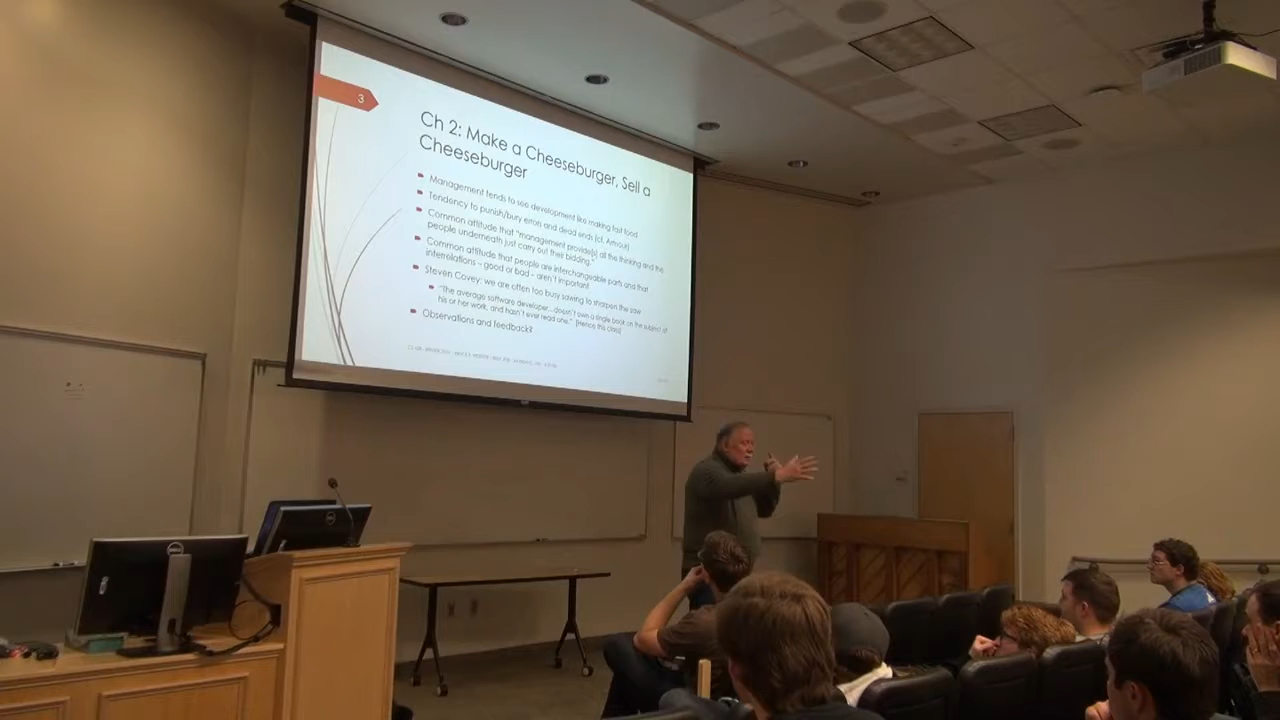 3
Ch 2: Make a Cheeseburger, Sell a
Cheeseburger
Management tends to see development like making fast food
Tendency to punish/bury errors and dead ends (cf. Armour)
Common attitude that "management provide[s] all the thinking and the
people underneath just carry out their bidding."
Common attitude that people are interchangeable parts and that
interrelations – good or bad – aren't important
Steven Covey: we are often too busy sawing to sharpen the saw
"The average software developer...doesn't own a single book on the subject of
his or her work, and hasn't ever read one." [Hence this class]
Observations and feedback?
DELL
DELL